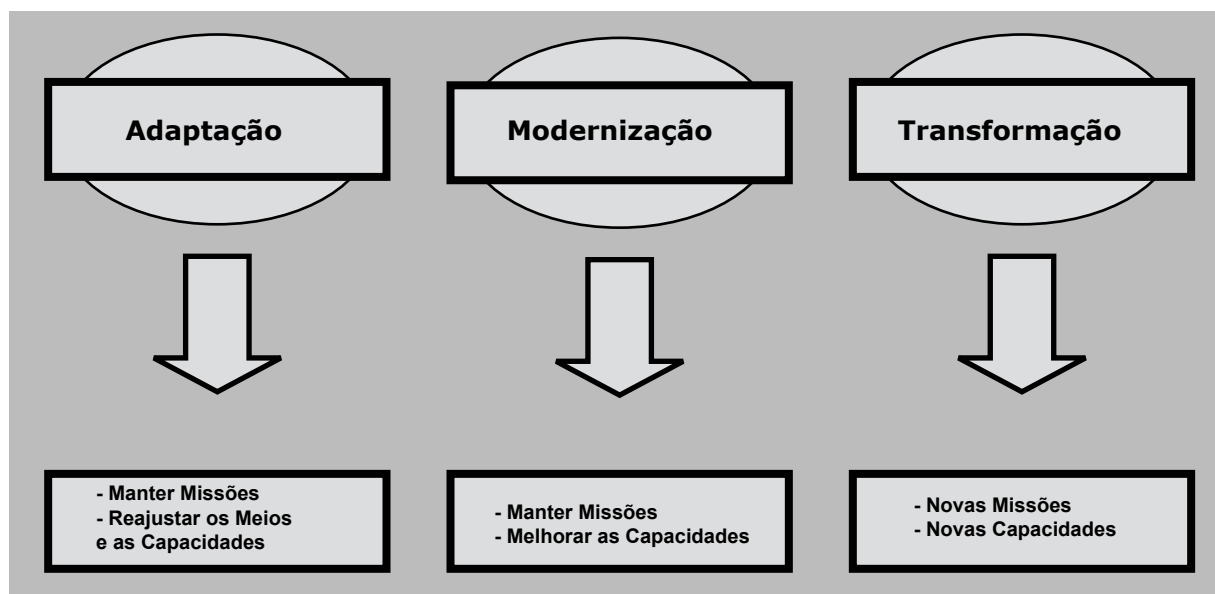 Adaptação
Modernização
Transformação
- Manter Missões
- Reajustar os Meios
e as Capacidades
- Manter Missões
- Melhorar as Capacidades
- Novas Missões
- Novas Capacidades